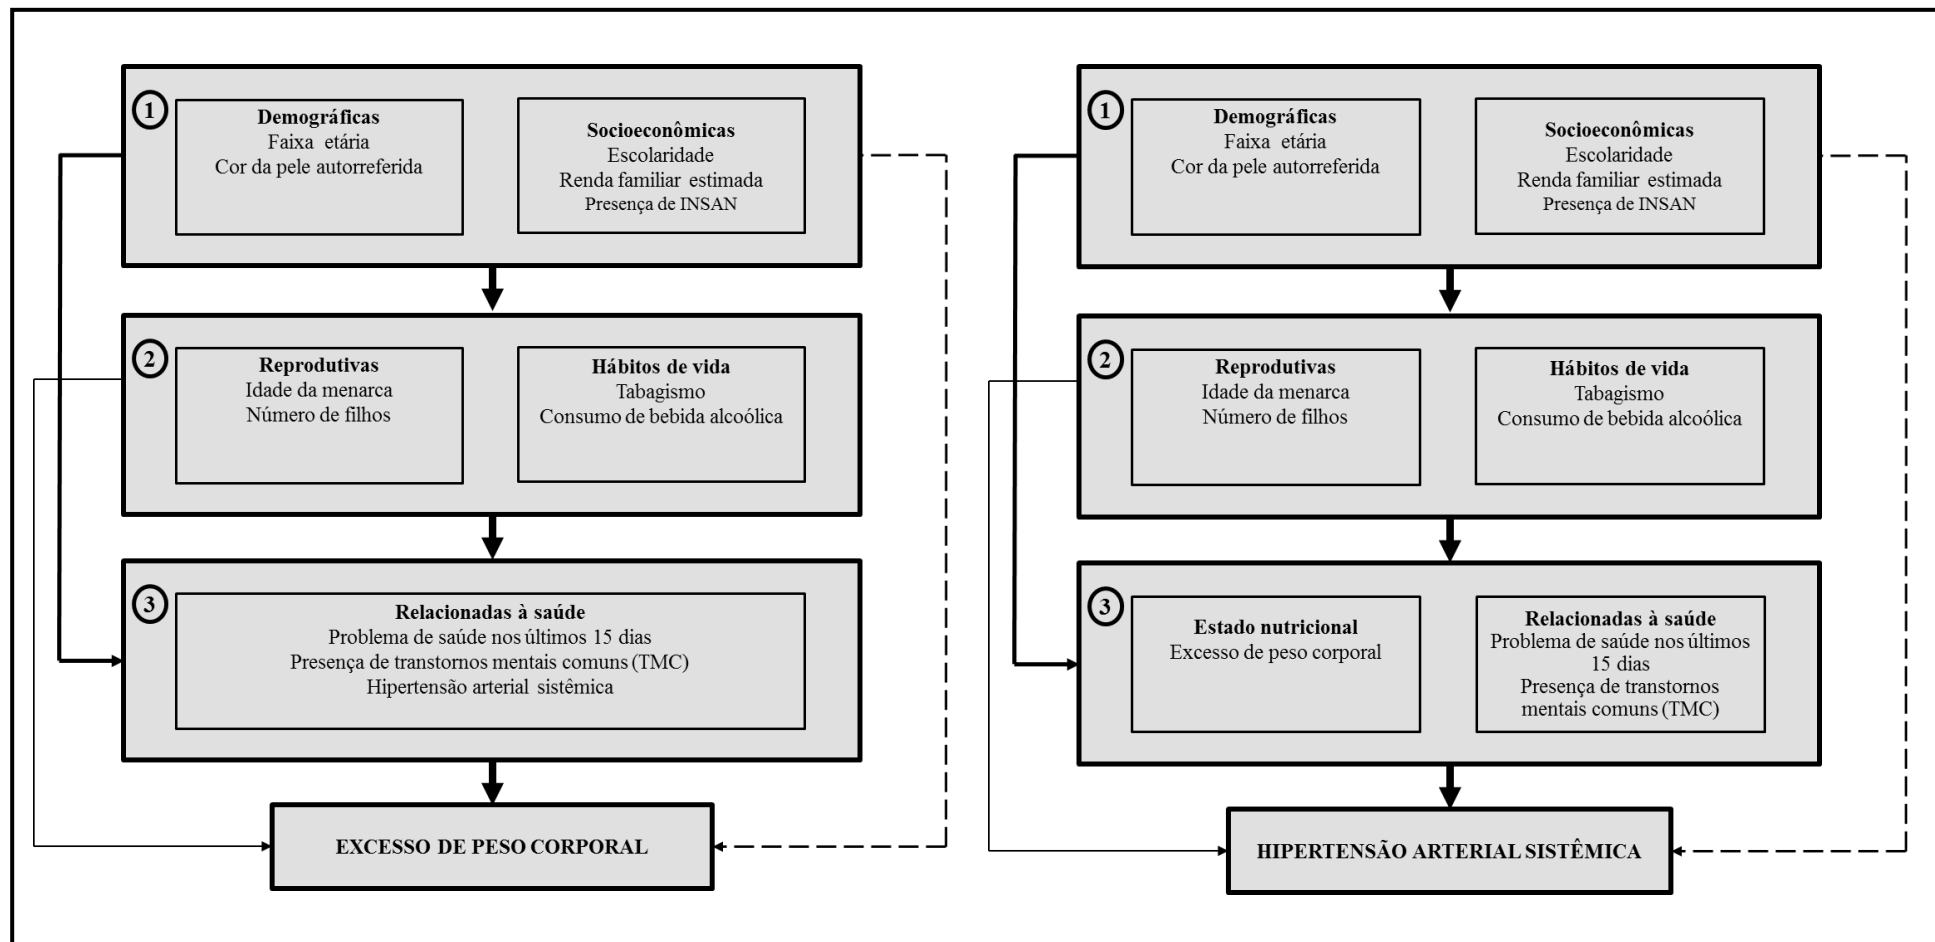 1
Demográficas
Faixa etária
Cor da pele autorreferida
Socioeconômicas
Escolaridade
Renda familiar estimada
Presença de INSAN
2
Reprodutivas
Idade da menarca
Número de filhos
Hábitos de vida
Tabagismo
Consumo de bebida alcoólica
3
Relacionadas à saúde
Problema de saúde nos últimos 15 dias
Presença de transtornos mentais comuns (TMC)
Hipertensão arterial sistêmica
EXCESSO DE PESO CORPORAL
1
Demográficas
Faixa etária
Cor da pele autorreferida
Socioeconômicas
Escolaridade
Renda familiar estimada
Presença de INSAN
2
Reprodutivas
Idade da menarca
Número de filhos
Hábitos de vida
Tabagismo
Consumo de bebida alcoólica
3
Estado nutricional
Excesso de peso corporal
Relacionadas à saúde
Problema de saúde nos últimos
15 dias
Presença de transtornos
mentais comuns (TMC)
HIPERTENSÃO ARTERIAL SISTÊMICA